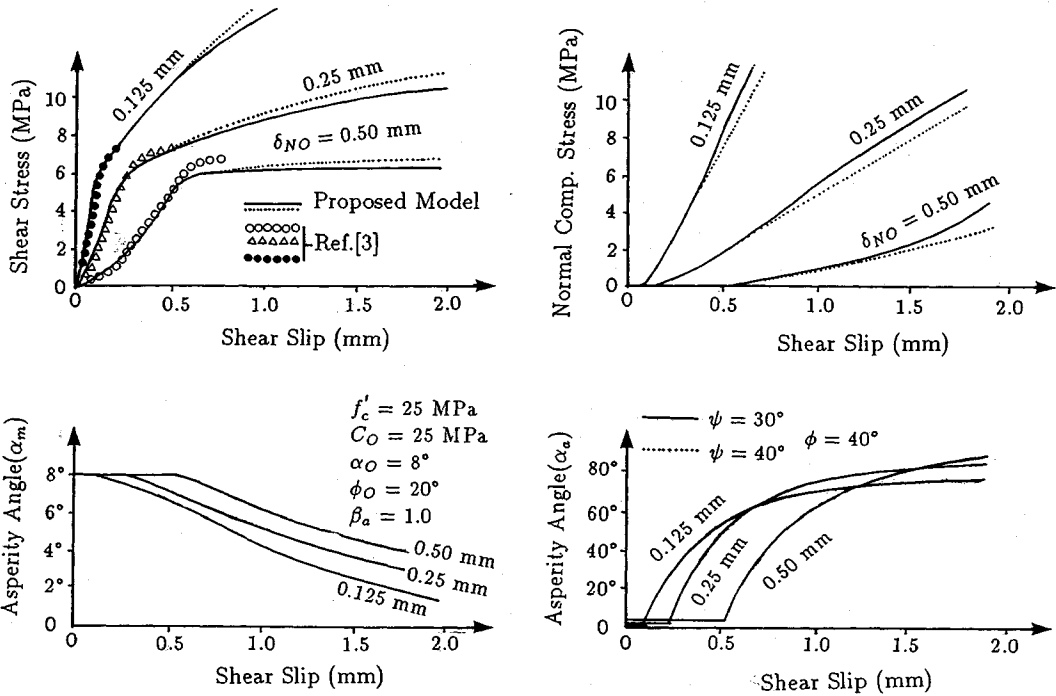 Shear Stress (MPa)
10
8
6
4
2
0
0.125 mm
0.25 mm
δNO = 0.50 mm
Proposed Model
Ref.[3]
0 0.5 1.0 1.5 2.0
Shear Slip (mm)
Normal Comp. Stress (MPa)
10
8
6
4
2
0
0.125 mm
0.25 mm
δNO = 0.50 mm
0 0.5 1.0 1.5 2.0
Shear Slip (mm)
Asperity Angle(αm)
8°
6°
4°
2°
0
f′c = 25 MPa
CO = 25 MPa
αO = 8°
ϕO = 20°
βa = 1.0
0.50 mm
0.25 mm
0.125 mm
0 0.5 1.0 1.5 2.0
Shear Slip (mm)
Asperity Angle(αa)
80°
60°
40°
20°
0
ψ = 30°
ψ = 40°
ϕ = 40°
0.125 mm
0.25 mm
0.50 mm
0 0.5 1.0 1.5 2.0
Shear Slip (mm)